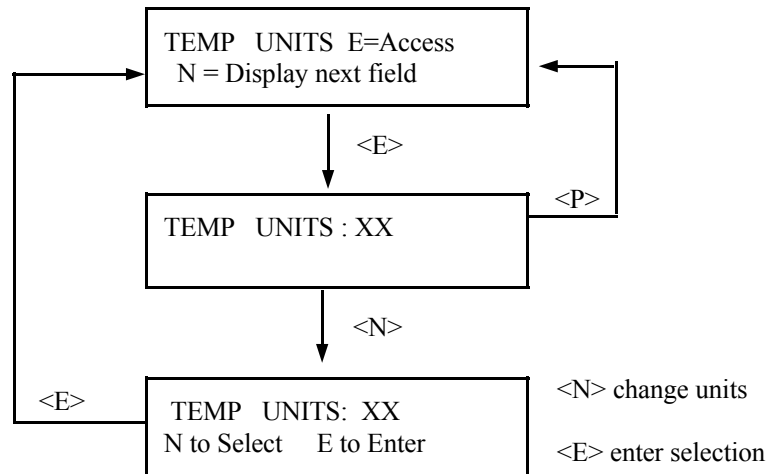 TEMP UNITS E=Access
N = Display next field
<E>
<P>
TEMP UNITS : XX
<N>
<E>
TEMP UNITS: XX
N to Select E to Enter
<N> change units
<E> enter selection